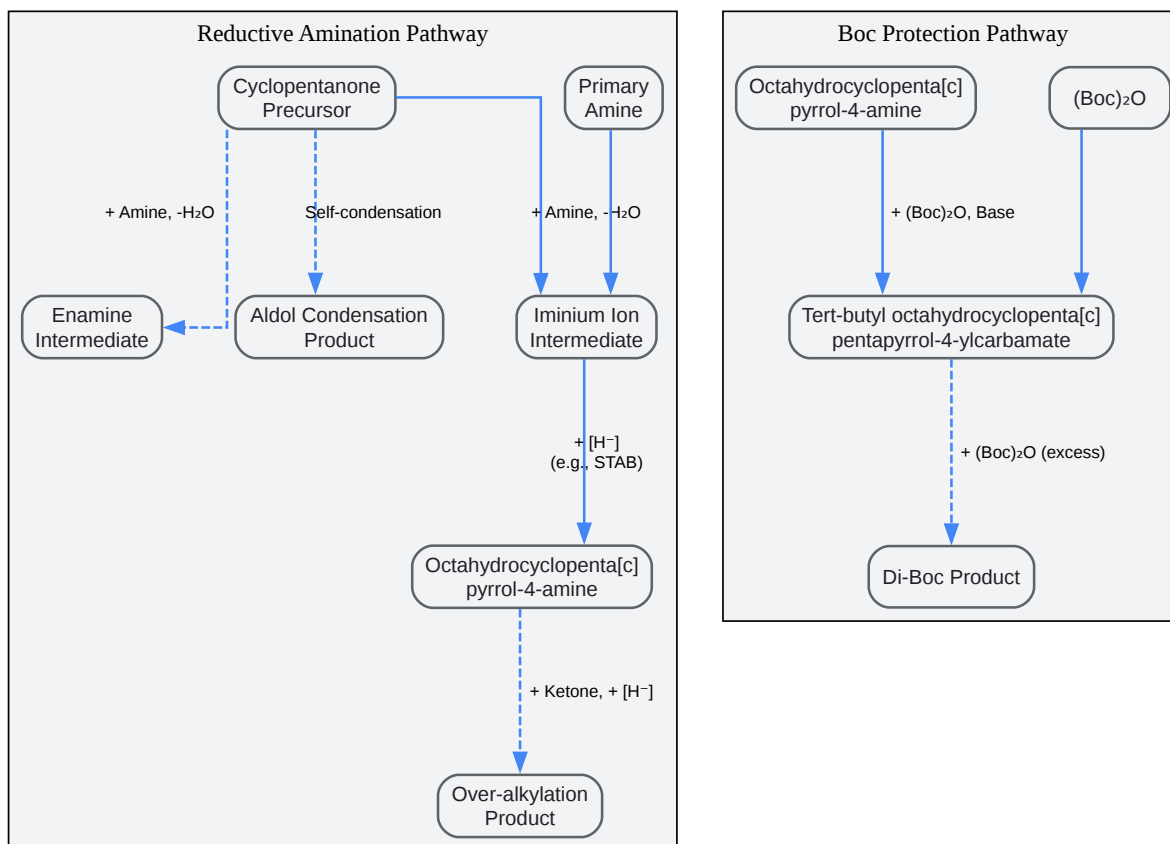 Reductive Amination Pathway
Cyclopentanone
Precursor
Primary
Amine
+ Amine, -H₂O
Self-condensation
+ Amine, -H₂O
Enamine
Intermediate
Aldol Condensation
Product
Iminium Ion
Intermediate
+ [H⁻]
(e.g., STAB)
Octahydrocyclopenta[c]
pyrrol-4-amine
+ Ketone, + [H⁻]
Over-alkylation
Product
Boc Protection Pathway
Octahydrocyclopenta[c]
pyrrol-4-amine
(Boc)₂O
+ (Boc)₂O, Base
Tert-butyl octahydrocyclopenta[c]
pentapyrrol-4-ylcarbamate
+ (Boc)₂O (excess)
Di-Boc Product